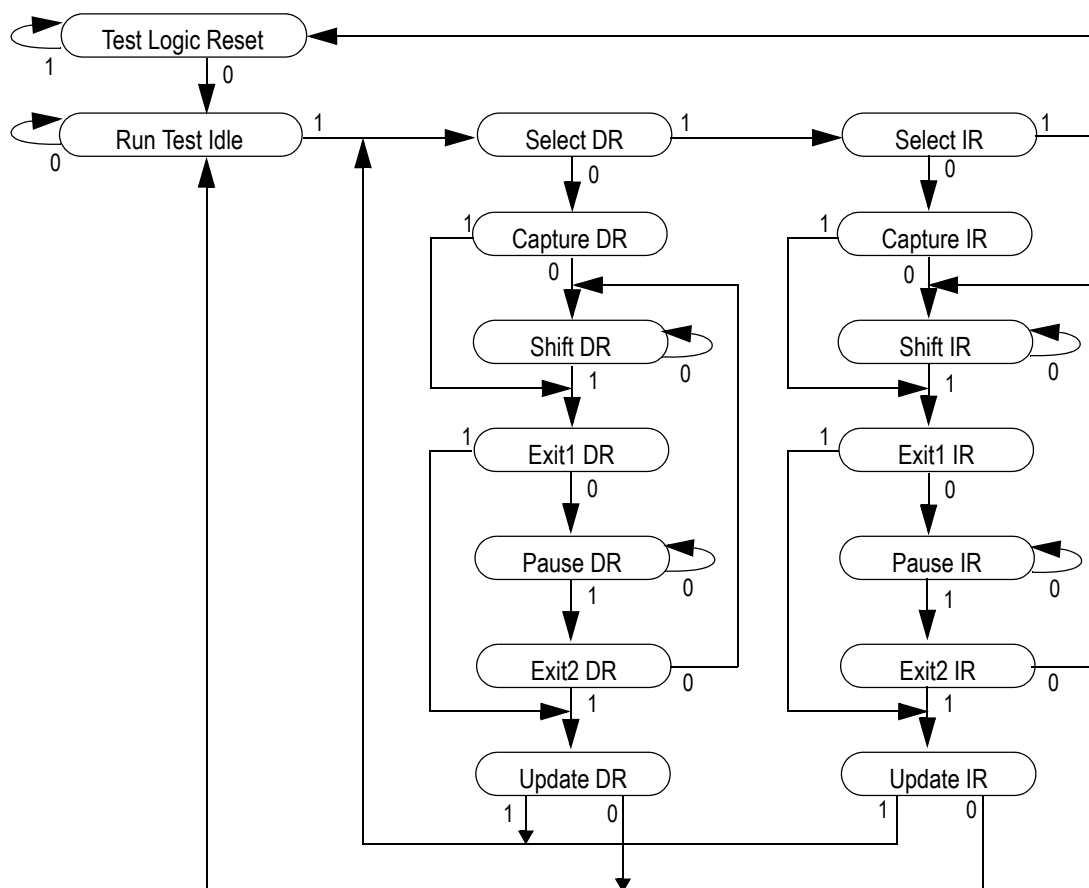 Test Logic Reset
1
0
Run Test Idle
1
Select DR
1
Select IR
1
0
0
0
1
Capture DR
1
Capture IR
0
0
Shift DR
Shift IR
1
0
1
0
1
Exit1 DR
1
Exit1 IR
0
0
Pause DR
Pause IR
1
0
1
0
Exit2 DR
Exit2 IR
1
0
1
0
Update DR
Update IR
1
0
1
0